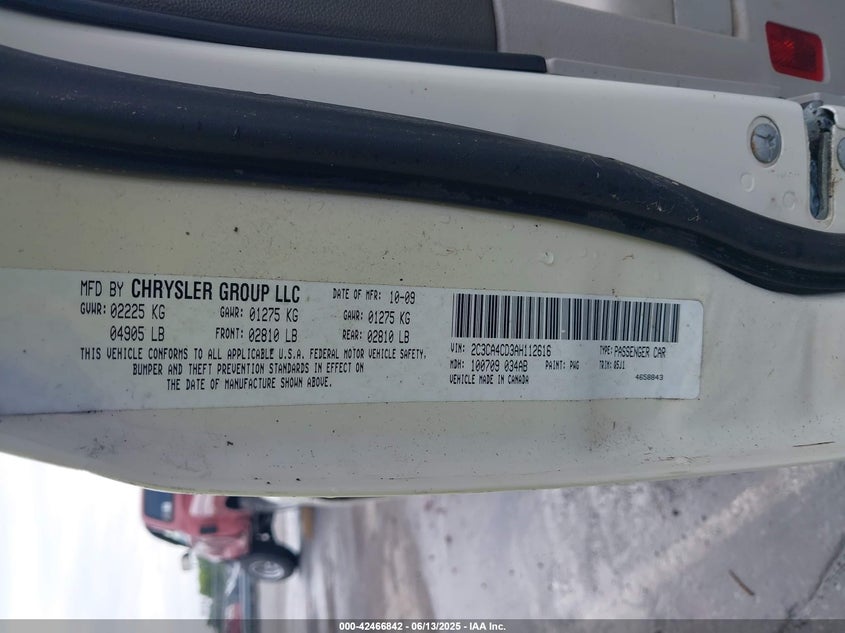 MFD BY CHRYSLER GROUP LLC DATE OF MFR: 10-09
GVWR: 02225 KG GAWR: 01275 KG GAWR: 01275 KG
04905 LB FRONT: 02810 LB REAR: 02810 LB
THIS VEHICLE CONFORMS TO ALL APPLICABLE U.S.A. FEDERAL MOTOR VEHICLE SAFETY,
BUMPER AND THEFT PREVENTION STANDARDS IN EFFECT ON
THE DATE OF MANUFACTURE SHOWN ABOVE.
VIN: 2C3CA4CD3AH112616 TYPE: PASSENGER CAR
MDH: 100709 034AB PAINT: PWG TRIM: 05J1
VEHICLE MADE IN CANADA 4658843
000-42466842 - 06/13/2025 - IAA Inc.